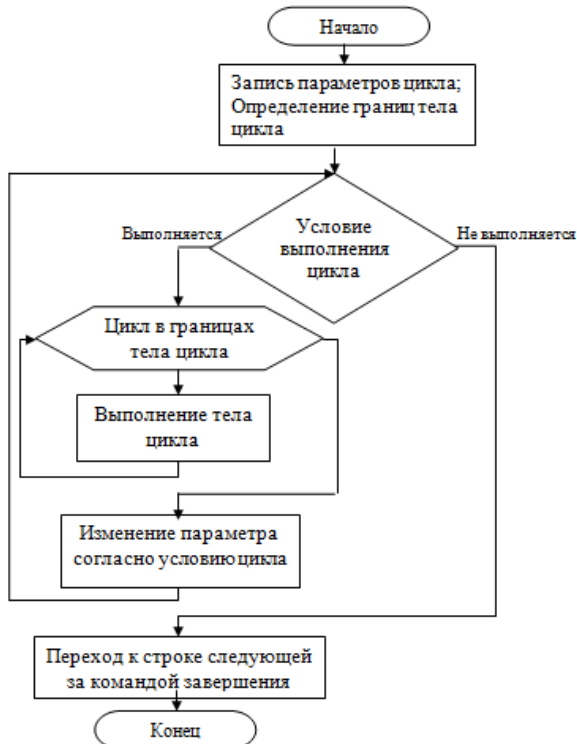 Начало
Запись параметров цикла;
Определение границ тела
цикла
Условие
выполнения
цикла
Выполняется
Не выполняется
Цикл в границах
тела цикла
Выполнение тела
цикла
Изменение параметра
согласно условию цикла
Переход к строке следующей
за командой завершения
Конец